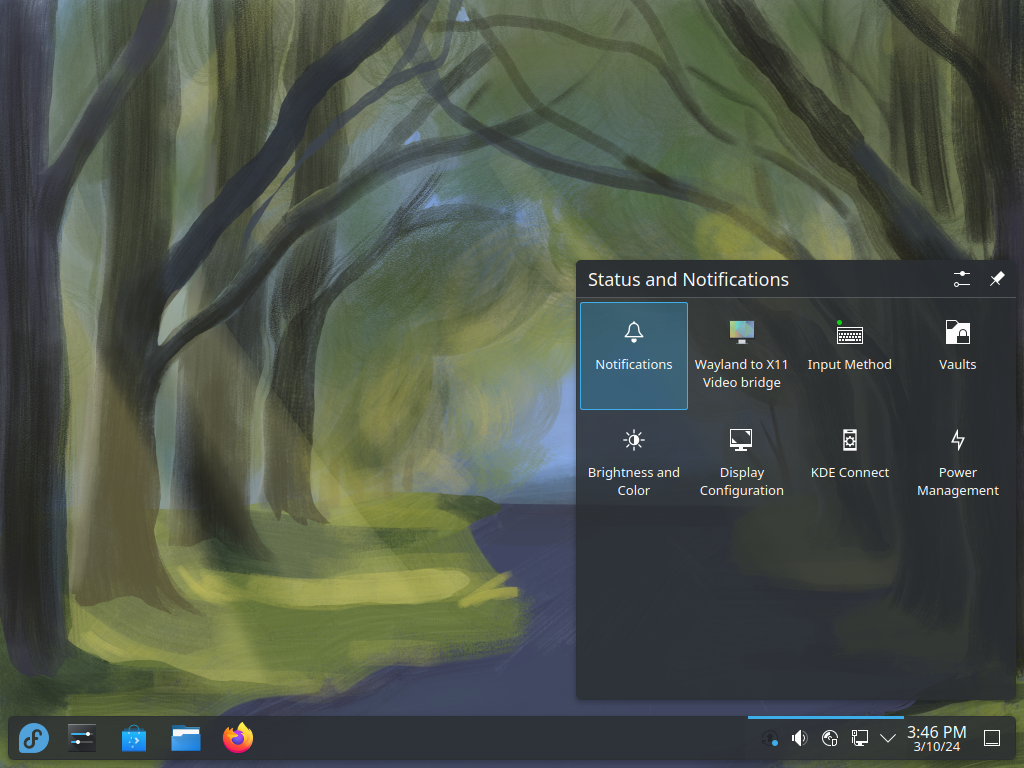 Status and Notifications
Notifications
Wayland to X11
Video bridge
Input Method
Vaults
Brightness and
Color
Display
Configuration
KDE Connect
Power
Management
3:46 PM
3/10/24